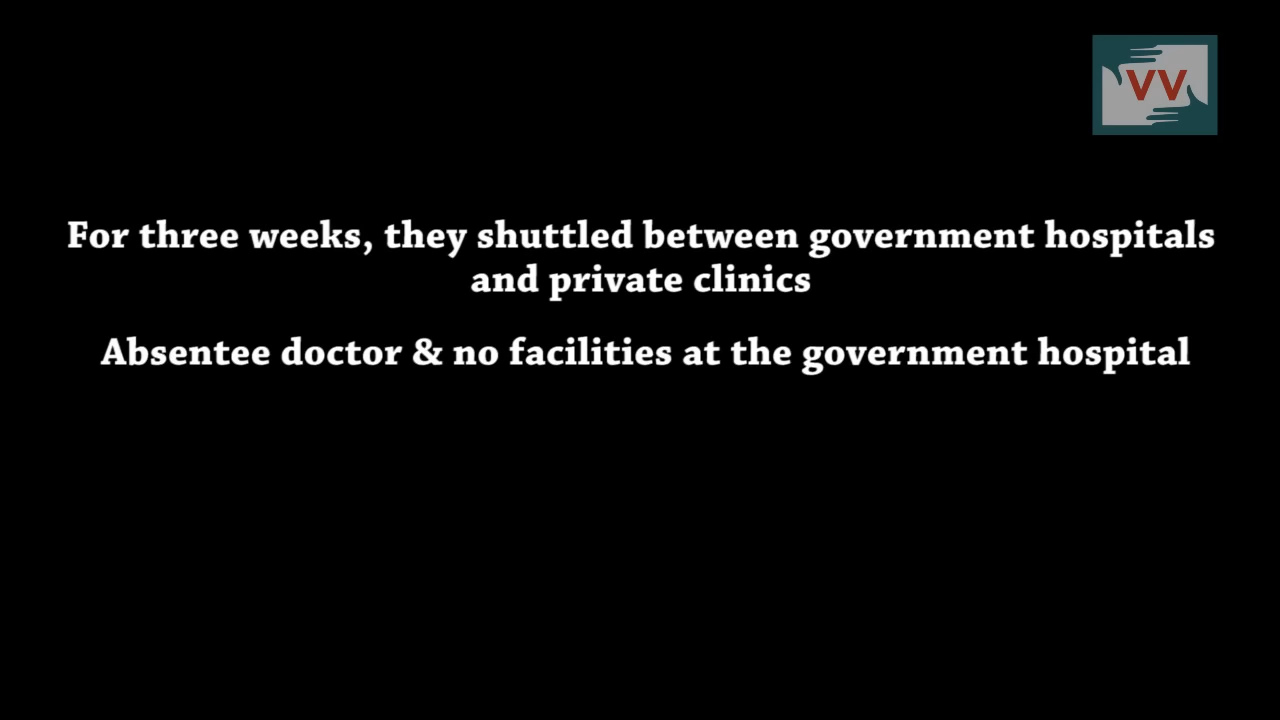 VV
For three weeks, they shuttled between government hospitals
and private clinics
Absentee doctor & no facilities at the government hospital